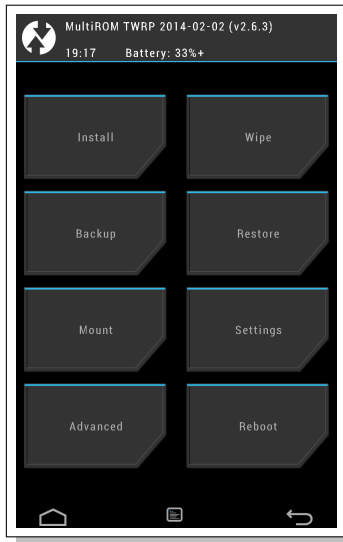 MultiROM TWRP 2014-02-02 (v2.6.3)
19:17 Battery: 33%+
Install Wipe
Backup Restore
Mount Settings
Advanced Reboot